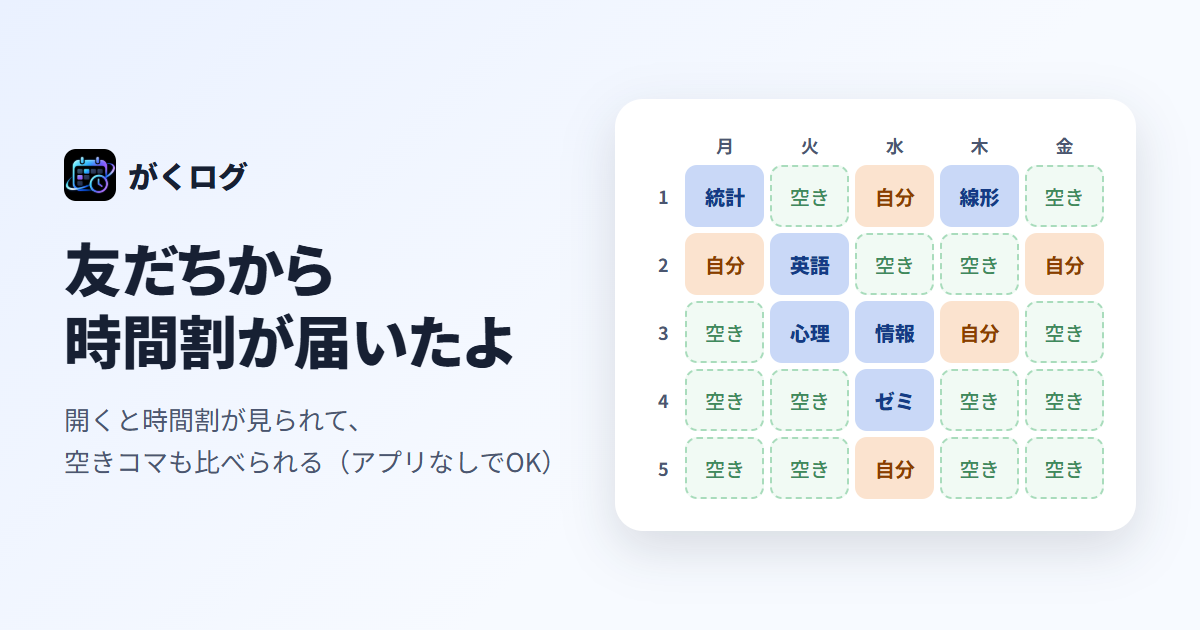 がくログ
友だちから
時間割が届いたよ
開くと時間割が見られて、
空きコマも比べられる（アプリなしでOK）
月 火 水 木 金
1 統計 空き 自分 線形 空き
2 自分 英語 空き 空き 自分
3 空き 心理 情報 自分 空き
4 空き 空き ゼミ 空き 空き
5 空き 空き 自分 空き 空き